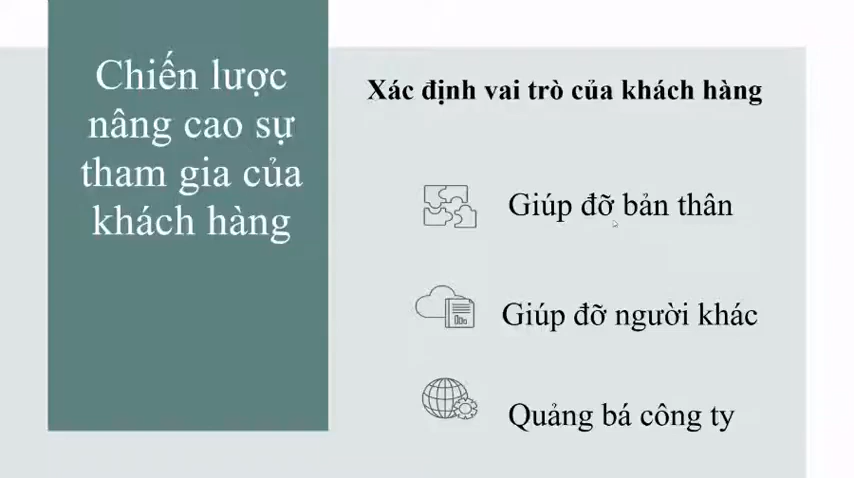 Chiến lược
nâng cao sự
tham gia của
khách hàng
Xác định vai trò của khách hàng
Giúp đỡ bản thân
Giúp đỡ người khác
Quảng bá công ty